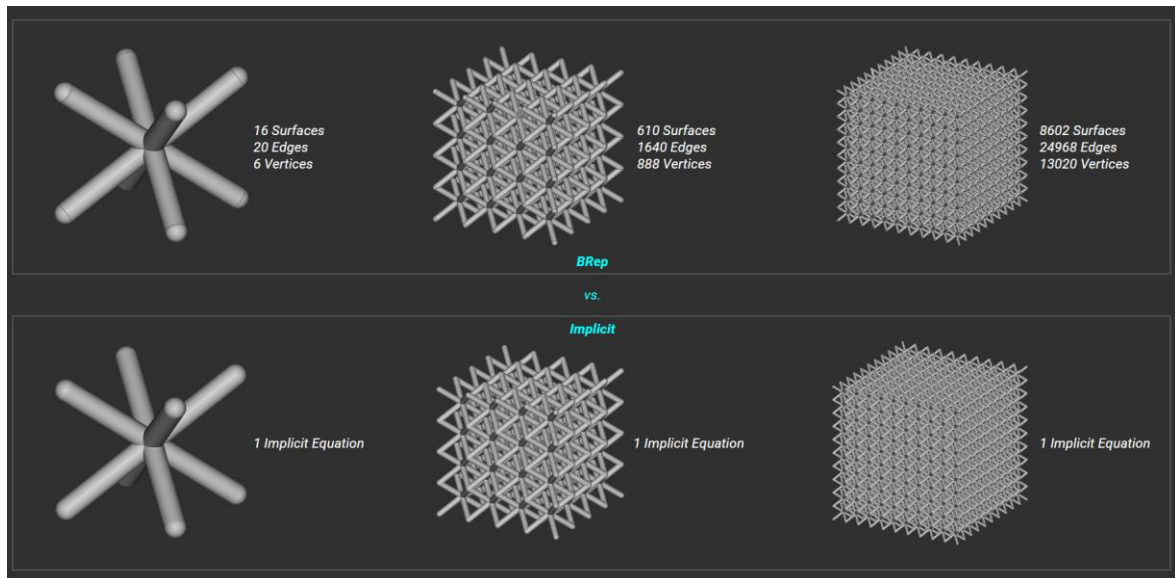 16 Surfaces
20 Edges
6 Vertices
610 Surfaces
1640 Edges
888 Vertices
8602 Surfaces
24968 Edges
13020 Vertices
BRep
vs.
Implicit
1 Implicit Equation
1 Implicit Equation
1 Implicit Equation